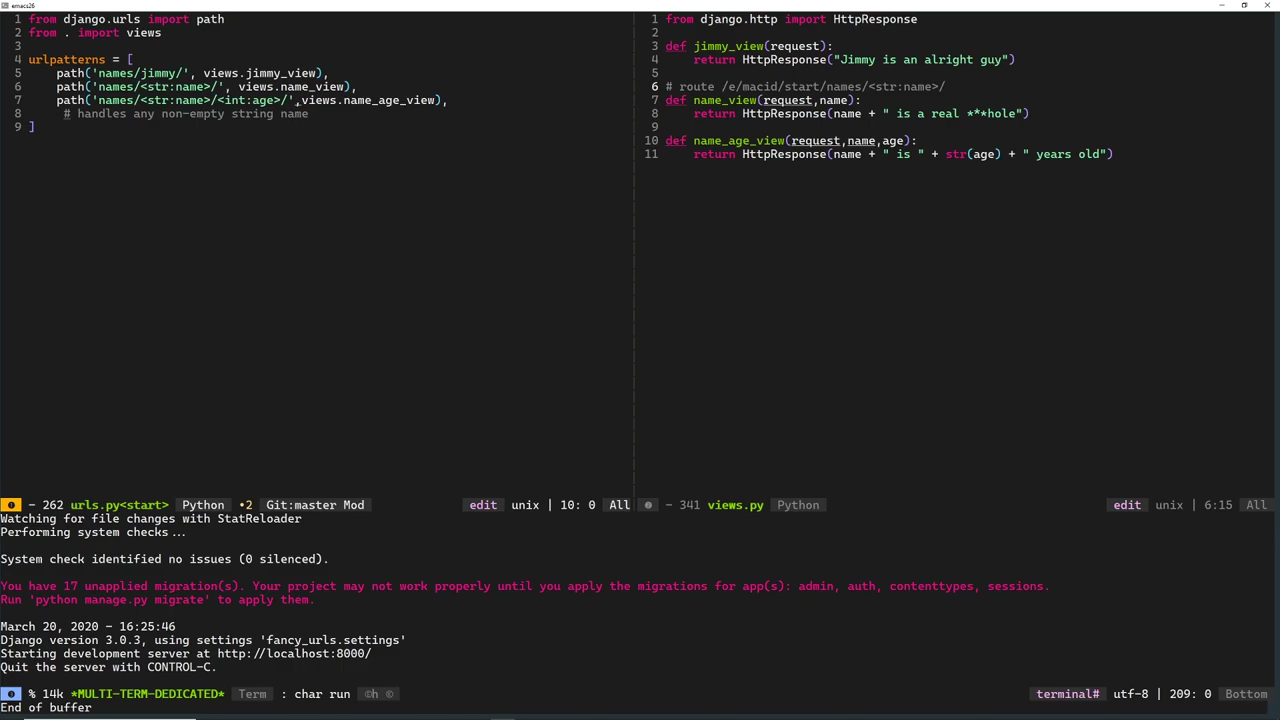 emacs26
1 from django.urls import path
2 from . import views
3
4 urlpatterns = [
5     path('names/jimmy/', views.jimmy_view),
6     path('names/<str:name>/', views.name_view),
7     path('names/<str:name>/<int:age>/',views.name_age_view),
8      # handles any non-empty string name
9 ]
1 from django.http import HttpResponse
2
3 def jimmy_view(request):
4     return HttpResponse("Jimmy is an alright guy")
5
6 # route /e/macid/start/names/<str:name>/
7 def name_view(request,name):
8     return HttpResponse(name + " is a real ***hole")
9
10 def name_age_view(request,name,age):
11     return HttpResponse(name + " is " + str(age) + " years old")
- 262 urls.py<start> Python •2 Git:master Mod edit unix | 10: 0 All
- 341 views.py Python edit unix | 6:15 All
Watching for file changes with StatReloader
Performing system checks...
System check identified no issues (0 silenced).
You have 17 unapplied migration(s). Your project may not work properly until you apply the migrations for app(s): admin, auth, contenttypes, sessions.
Run 'python manage.py migrate' to apply them.
March 20, 2020 - 16:25:46
Django version 3.0.3, using settings 'fancy_urls.settings'
Starting development server at http://localhost:8000/
Quit the server with CONTROL-C.
% 14k *MULTI-TERM-DEDICATED* Term : char run ©h © terminal# utf-8 | 209: 0 Bottom
End of buffer